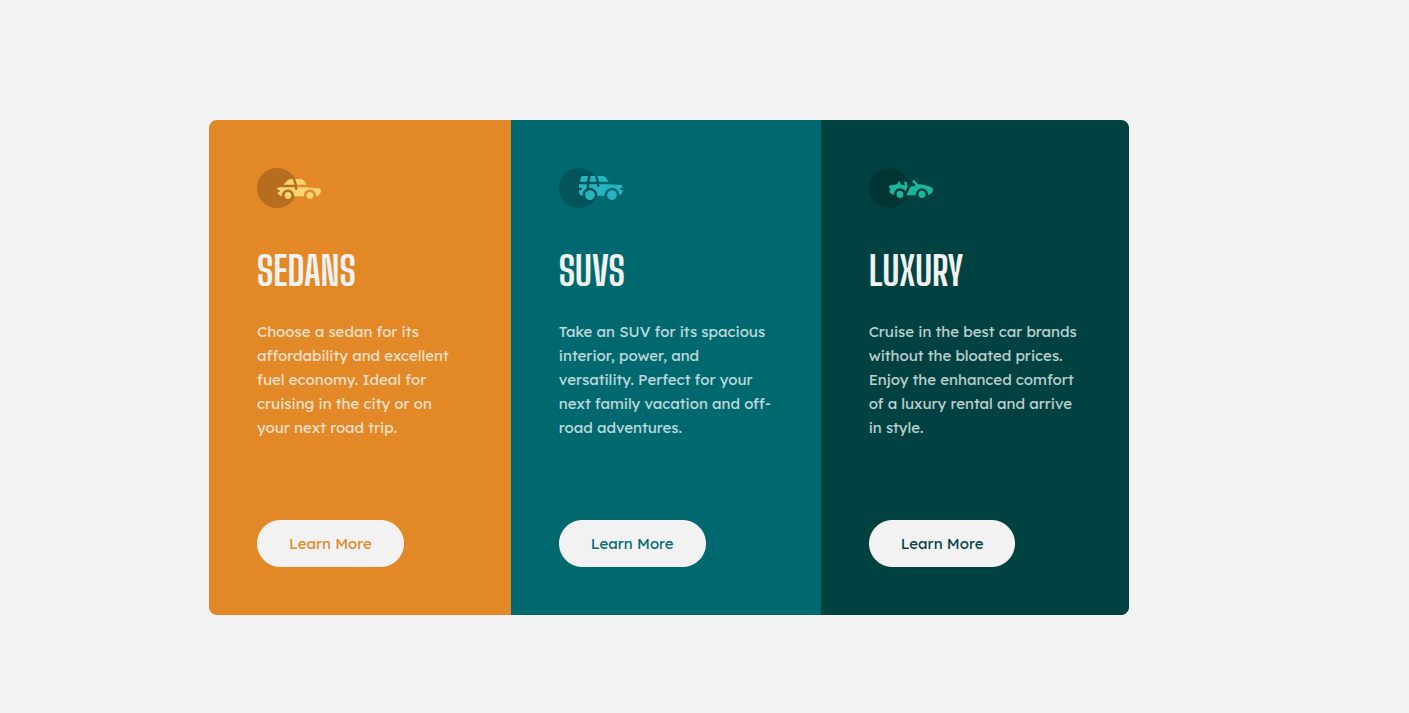 SEDANS
Choose a sedan for its
affordability and excellent
fuel economy. Ideal for
cruising in the city or on
your next road trip.
Learn More
SUVS
Take an SUV for its spacious
interior, power, and
versatility. Perfect for your
next family vacation and off-
road adventures.
Learn More
LUXURY
Cruise in the best car brands
without the bloated prices.
Enjoy the enhanced comfort
of a luxury rental and arrive
in style.
Learn More